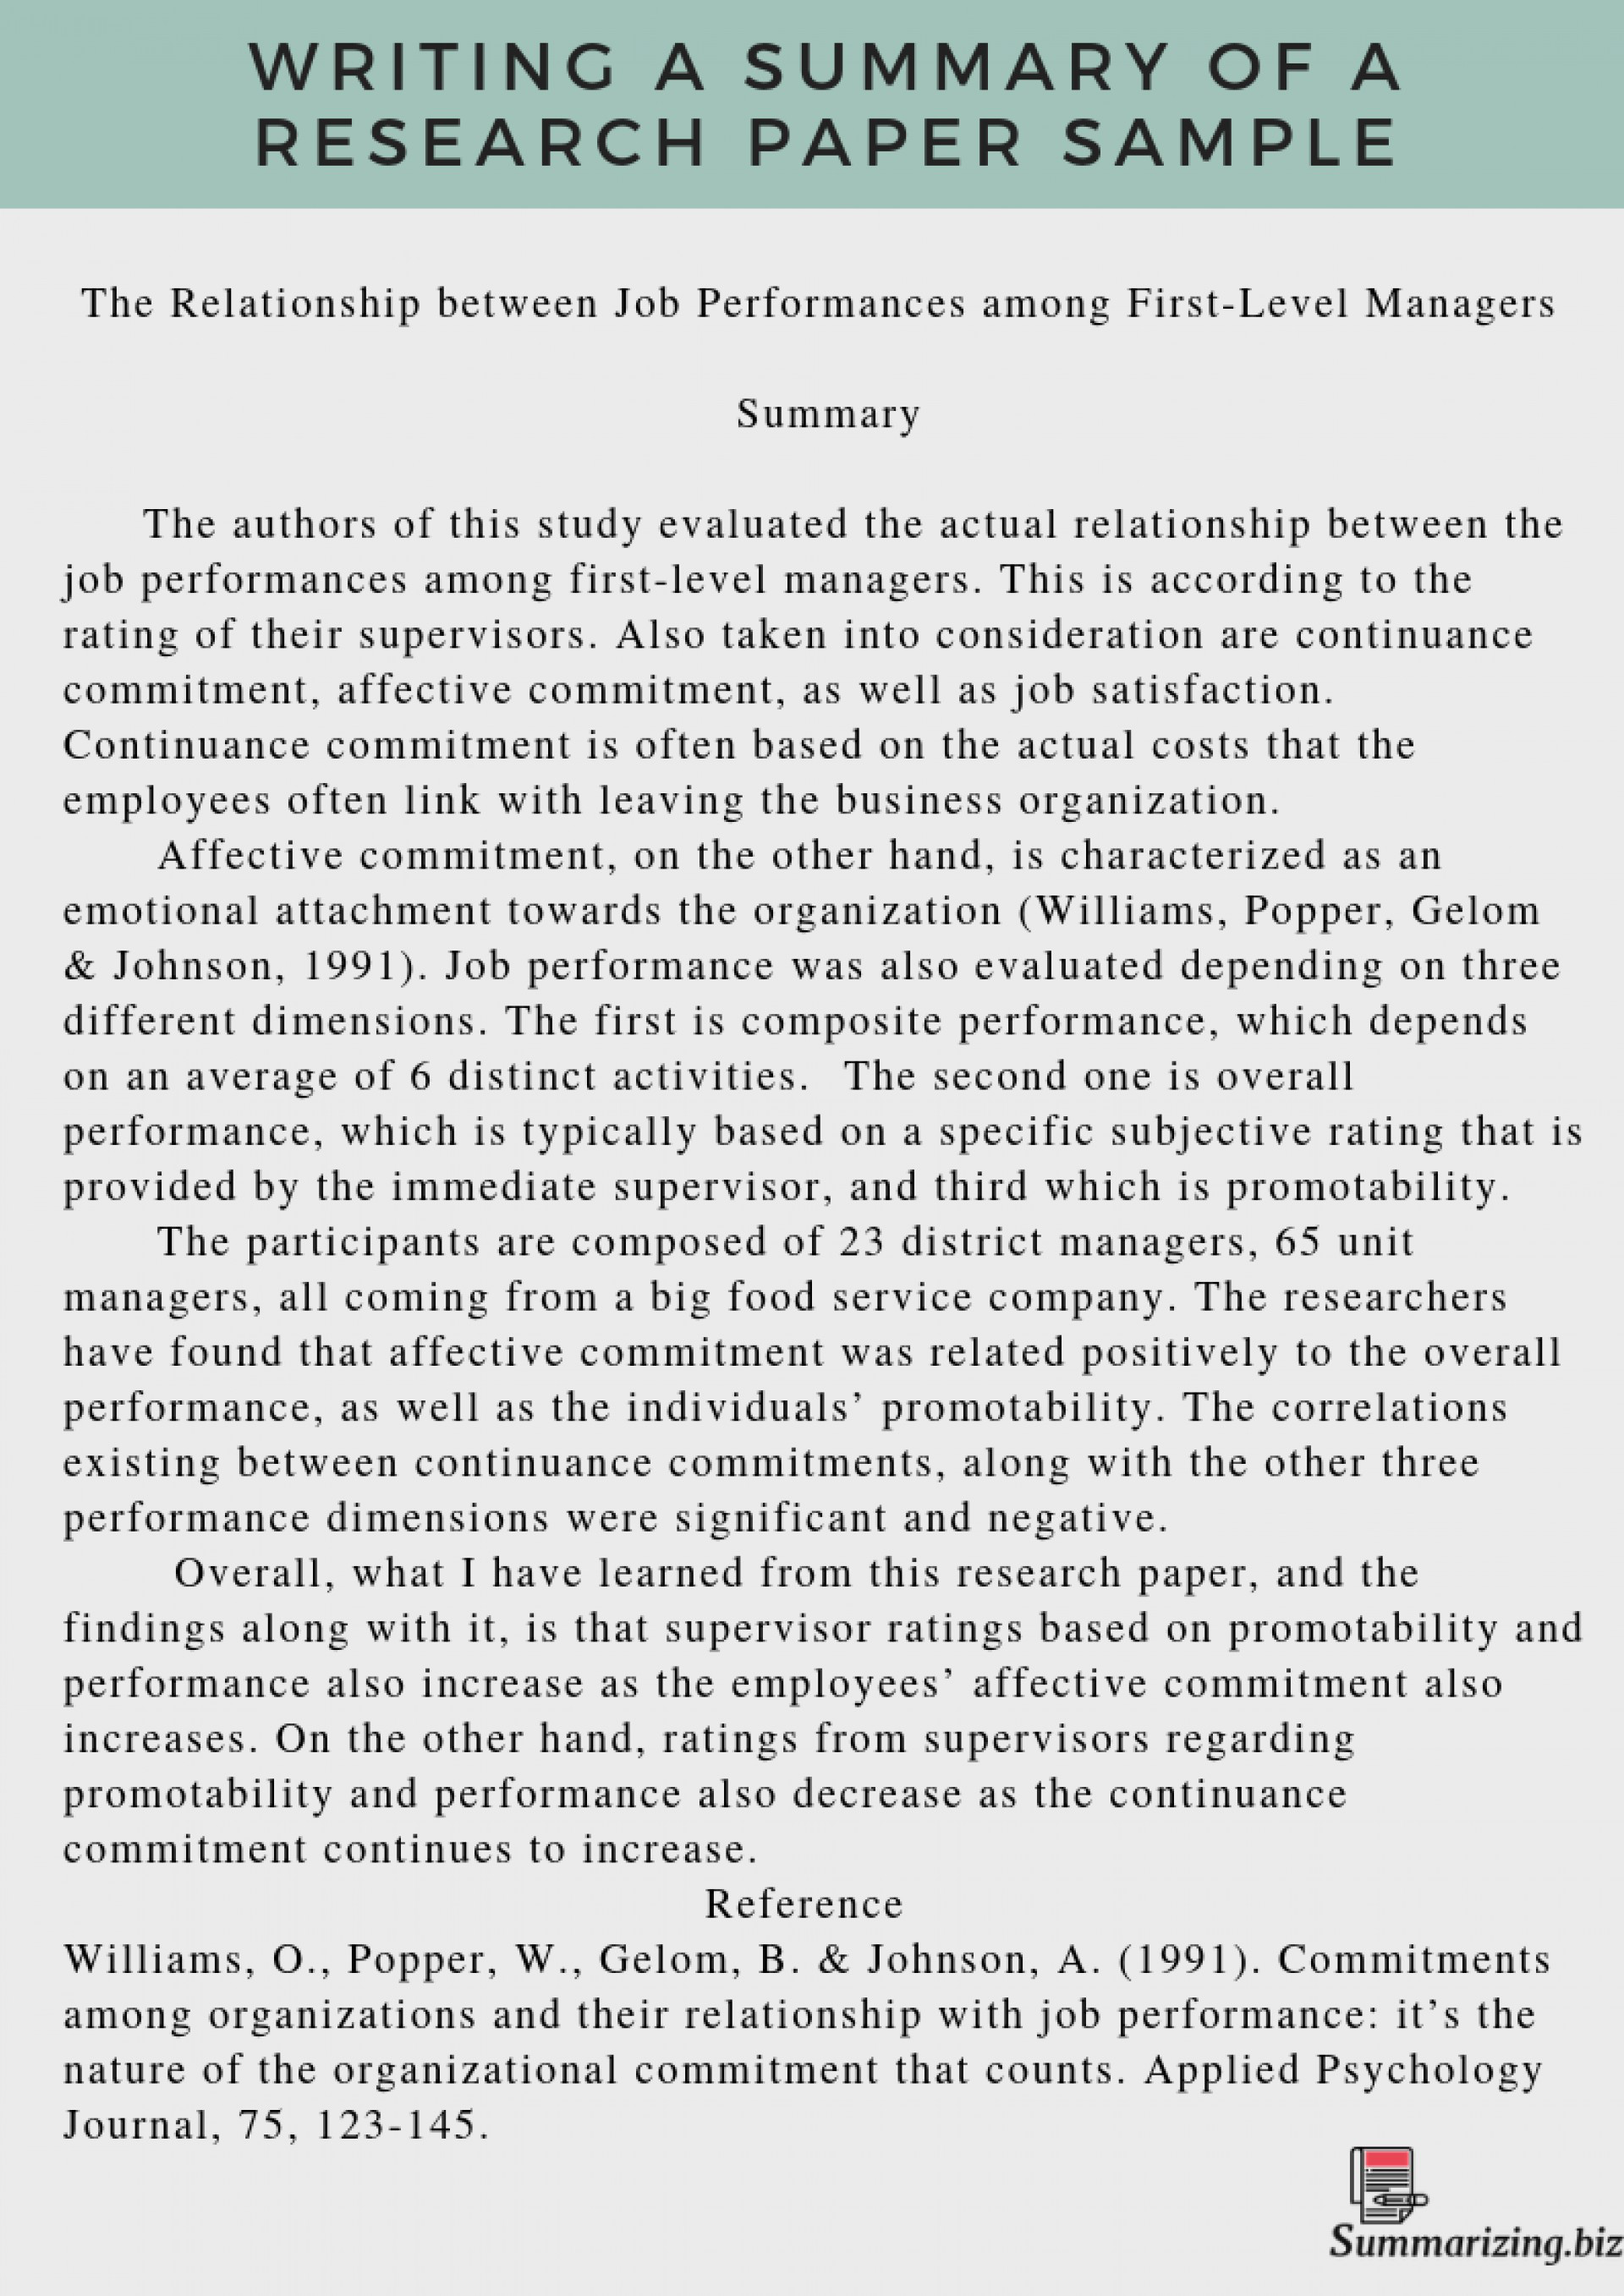 WRITING A SUMMARY OF A
RESEARCH PAPER SAMPLE
The Relationship between Job Performances among First-Level Managers
Summary
The authors of this study evaluated the actual relationship between the
job performances among first-level managers. This is according to the
rating of their supervisors. Also taken into consideration are continuance
commitment, affective commitment, as well as job satisfaction.
Continuance commitment is often based on the actual costs that the
employees often link with leaving the business organization.
Affective commitment, on the other hand, is characterized as an
emotional attachment towards the organization (Williams, Popper, Gelom
& Johnson, 1991). Job performance was also evaluated depending on three
different dimensions. The first is composite performance, which depends
on an average of 6 distinct activities.  The second one is overall
performance, which is typically based on a specific subjective rating that is
provided by the immediate supervisor, and third which is promotability.
The participants are composed of 23 district managers, 65 unit
managers, all coming from a big food service company. The researchers
have found that affective commitment was related positively to the overall
performance, as well as the individuals’ promotability. The correlations
existing between continuance commitments, along with the other three
performance dimensions were significant and negative.
Overall, what I have learned from this research paper, and the
findings along with it, is that supervisor ratings based on promotability and
performance also increase as the employees’ affective commitment also
increases. On the other hand, ratings from supervisors regarding
promotability and performance also decrease as the continuance
commitment continues to increase.
Reference
Williams, O., Popper, W., Gelom, B. & Johnson, A. (1991). Commitments
among organizations and their relationship with job performance: it’s the
nature of the organizational commitment that counts. Applied Psychology
Journal, 75, 123-145.
Summarizing.biz